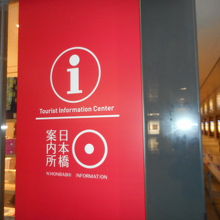 i
Tourist Information Center
日本橋
案内所
NIHONBASHI INFORMATION